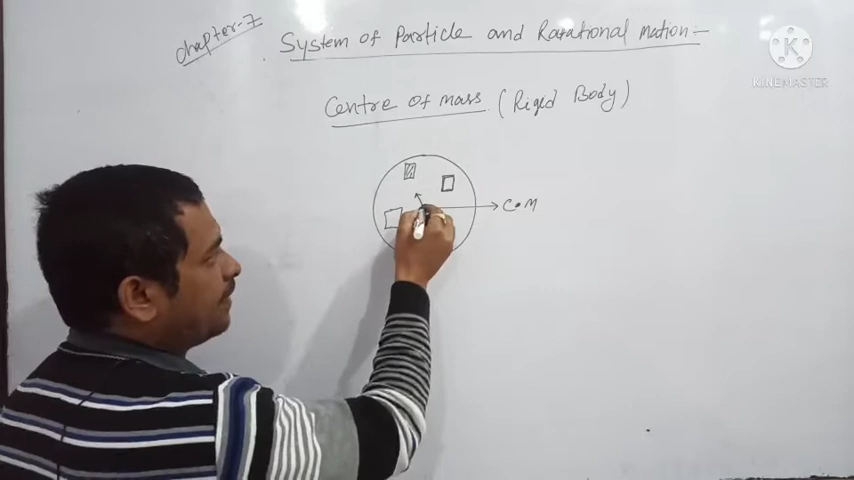 chapter-7
System of Particle and Rotational Motion:-
Centre of mass (Rigid Body)
C.M
K
KINEMASTER